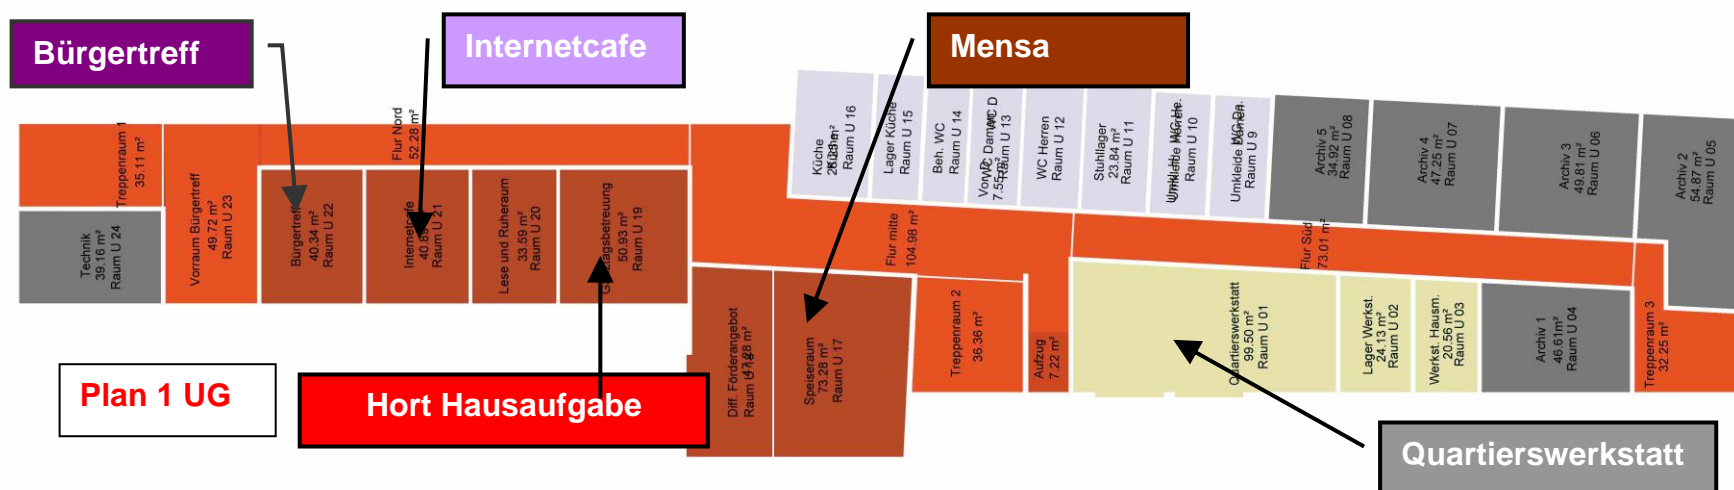 Bürgertreff
Internetcafe
Mensa
Treppenraum 1
35.11 m²
Technik
39.16 m²
Raum U 24
Vorraum Bürgertreff
49.72 m²
Raum U 23
Flur Nord
52.28 m²
Bürgertreff
40.34 m²
Raum U 22
Internetcafe
Raum U 21
Lese und Ruheraum
33.59 m²
Raum U 20
50.93 m²
Raum U 19
Küche
Raum U 16
Lager Küche
Raum U 15
Beh. WC
Raum U 14
Raum U 13
WC Herren
Raum U 12
Stuhllager
23.84 m²
Raum U 11
Raum U 10
Raum U 9
Archiv 5
34.92 m²
Raum U 08
Archiv 4
47.25 m²
Raum U 07
Archiv 3
49.81 m²
Raum U 06
Archiv 2
54.87 m²
Raum U 05
Flur mitte
104.98 m²
Flur Süd
73.01 m²
Diff. Förderangebot
Speiseraum
73.28 m²
Raum U 17
Treppenraum 2
36.36 m²
Aufzug
7.22 m²
Quartierswerkstatt
99.50 m²
Raum U 01
Lager Werkst.
24.13 m²
Raum U 02
Werkst. Hausm.
20.56 m²
Raum U 03
Archiv 1
46.61m²
Raum U 04
Treppenraum 3
32.25 m²
Plan 1 UG
Hort Hausaufgabe
Quartierswerkstatt